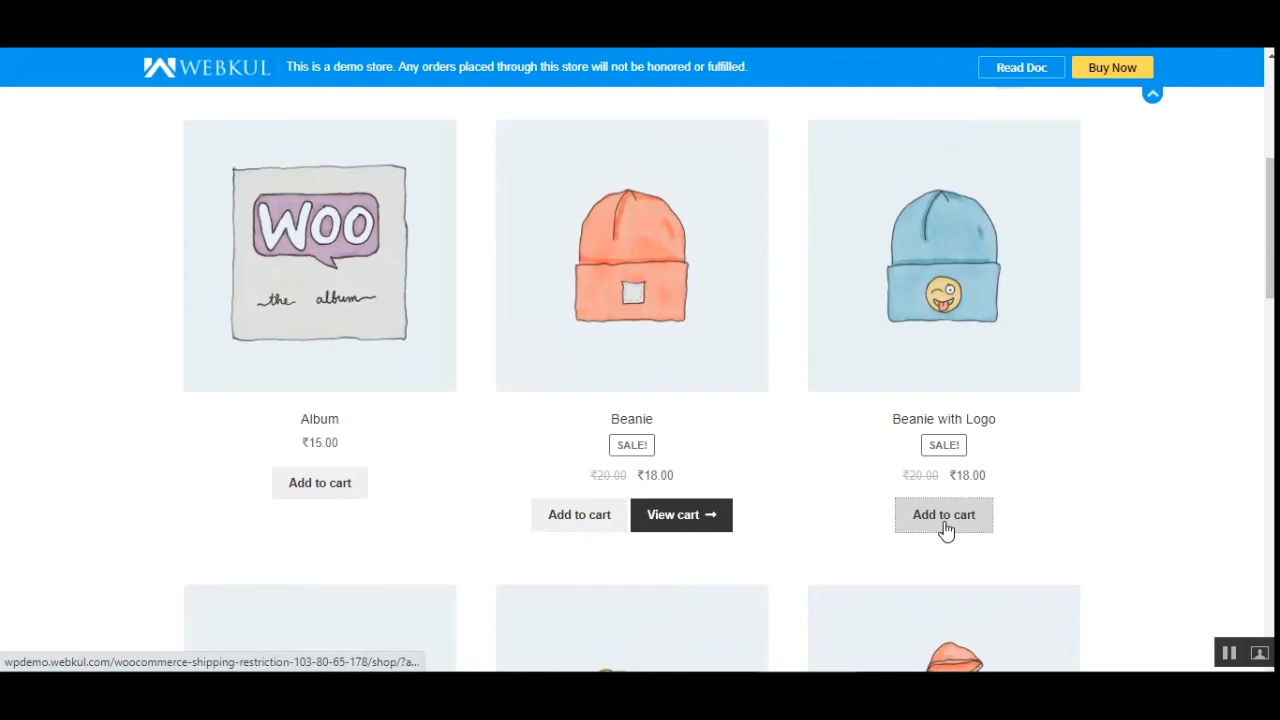 WEBKUL
This is a demo store. Any orders placed through this store will not be honored or fulfilled.
Read Doc
Buy Now
WOO
the album
Album
₹15.00
Add to cart
Beanie
SALE!
₹20.00 ₹18.00
Add to cart
View cart →
Beanie with Logo
SALE!
₹20.00 ₹18.00
Add to cart
wpdemo.webkul.com/woocommerce-shipping-restriction-103-80-65-178/shop/?a...